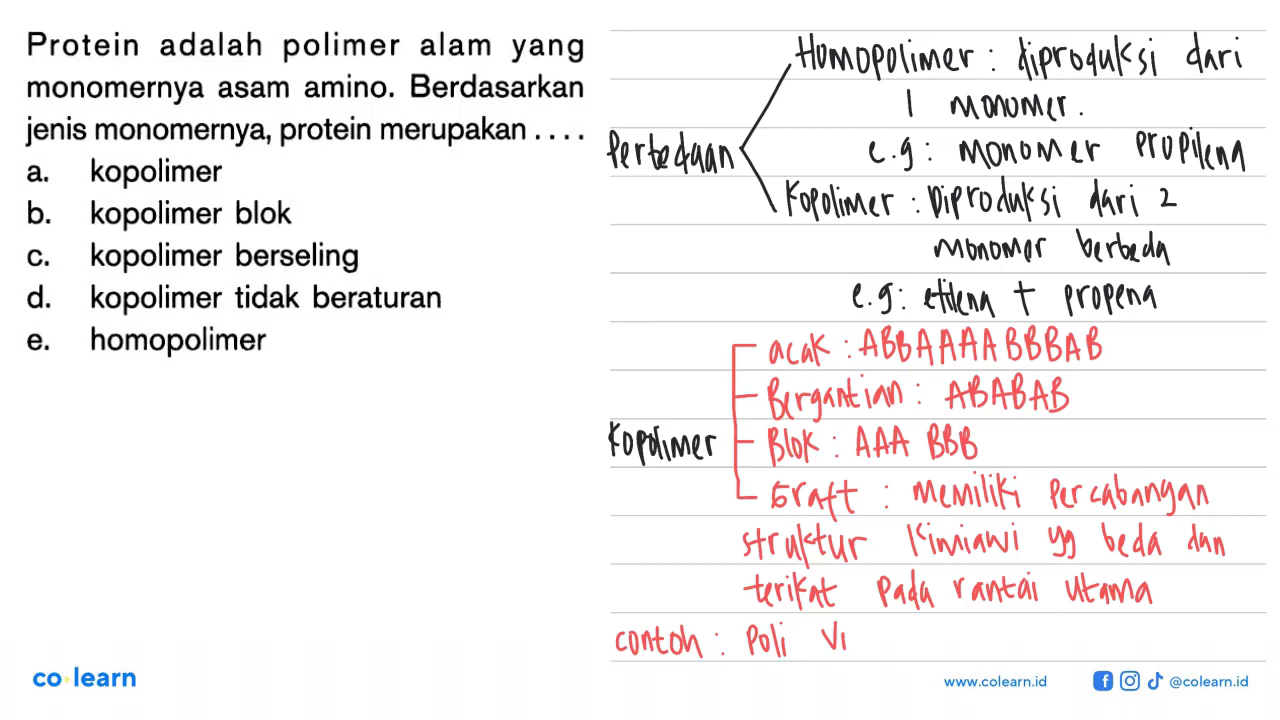 Protein adalah polimer alam yang
monomernya asam amino. Berdasarkan
jenis monomernya, protein merupakan . . . .
a. kopolimer
b. kopolimer blok
c. kopolimer berseling
d. kopolimer tidak beraturan
e. homopolimer
Perbedaan
Homopolimer : diproduksi dari
1 monomer.
e.g : monomer propilena
Kopolimer : Diproduksi dari 2
monomer berbeda
e.g : etilena + propena
Kopolimer
acak : ABBAAAABBBAB
Bergantian : ABABAB
Blok : AAA BBB
Graft : memiliki percabangan
struktur kimiawi yg beda dan
terikat pada rantai utama
contoh : Poli Vi
co learn
www.colearn.id
@colearn.id